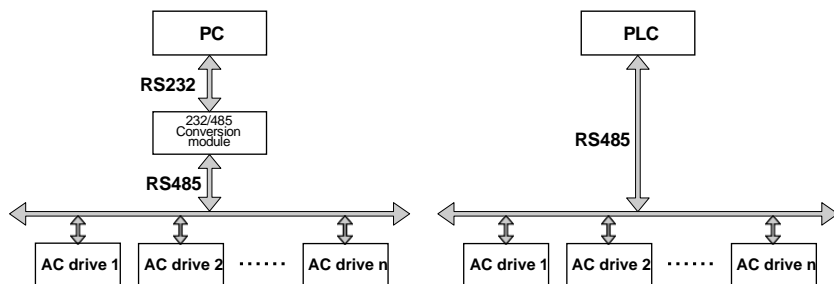 PC
PLC
RS232
232/485
Conversion
module
RS485
RS485
AC drive 1
AC drive 2
······
AC drive n
AC drive 1
AC drive 2
······
AC drive n